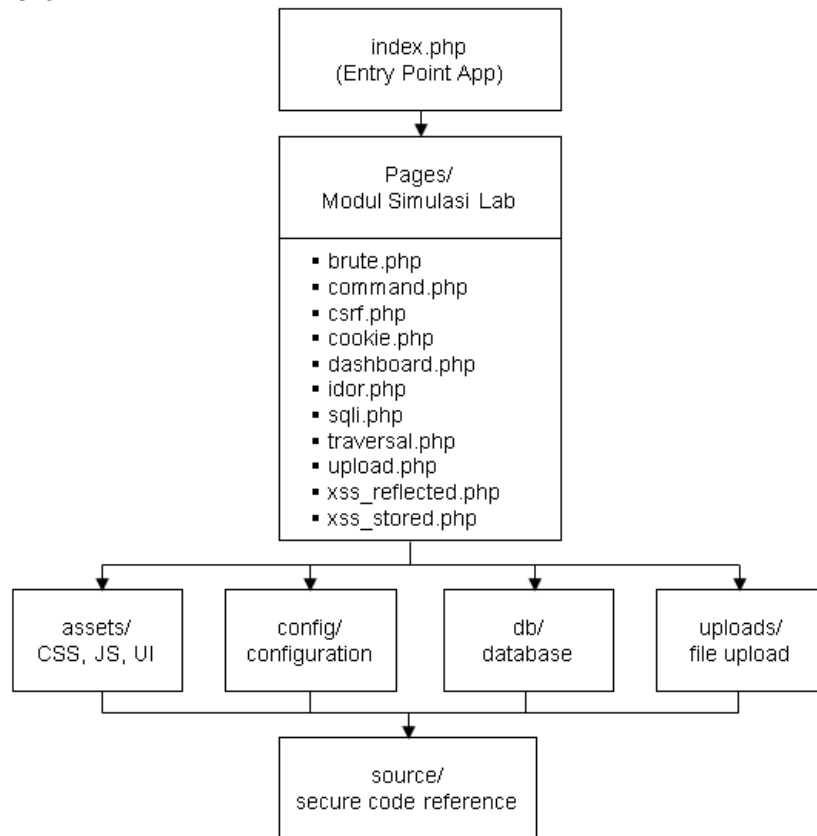 index.php
(Entry Point App)
Pages/
Modul Simulasi Lab
▪ brute.php
▪ command.php
▪ csrf.php
▪ cookie.php
▪ dashboard.php
▪ idor.php
▪ sqli.php
▪ traversal.php
▪ upload.php
▪ xss_reflected.php
▪ xss_stored.php
assets/
CSS, JS, UI
config/
configuration
db/
database
uploads/
file upload
source/
secure code reference